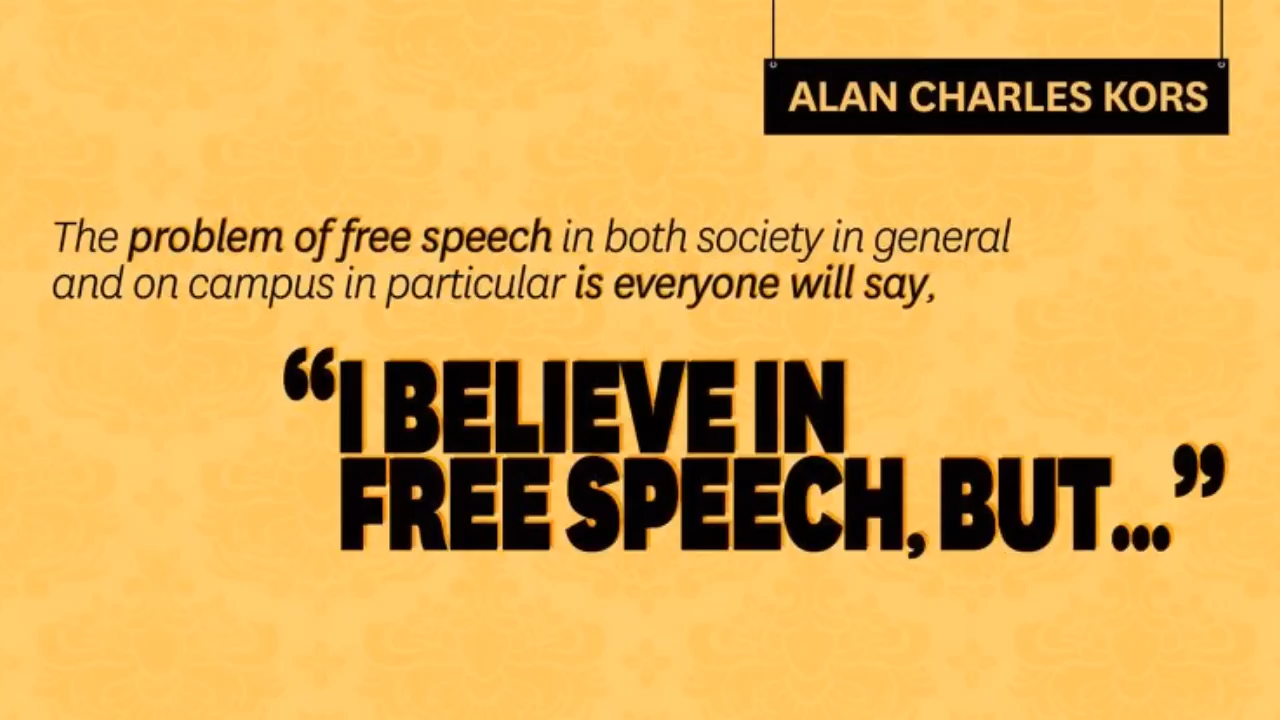 ALAN CHARLES KORS
The problem of free speech in both society in general
and on campus in particular is everyone will say,
“I BELIEVE IN
FREE SPEECH, BUT...”